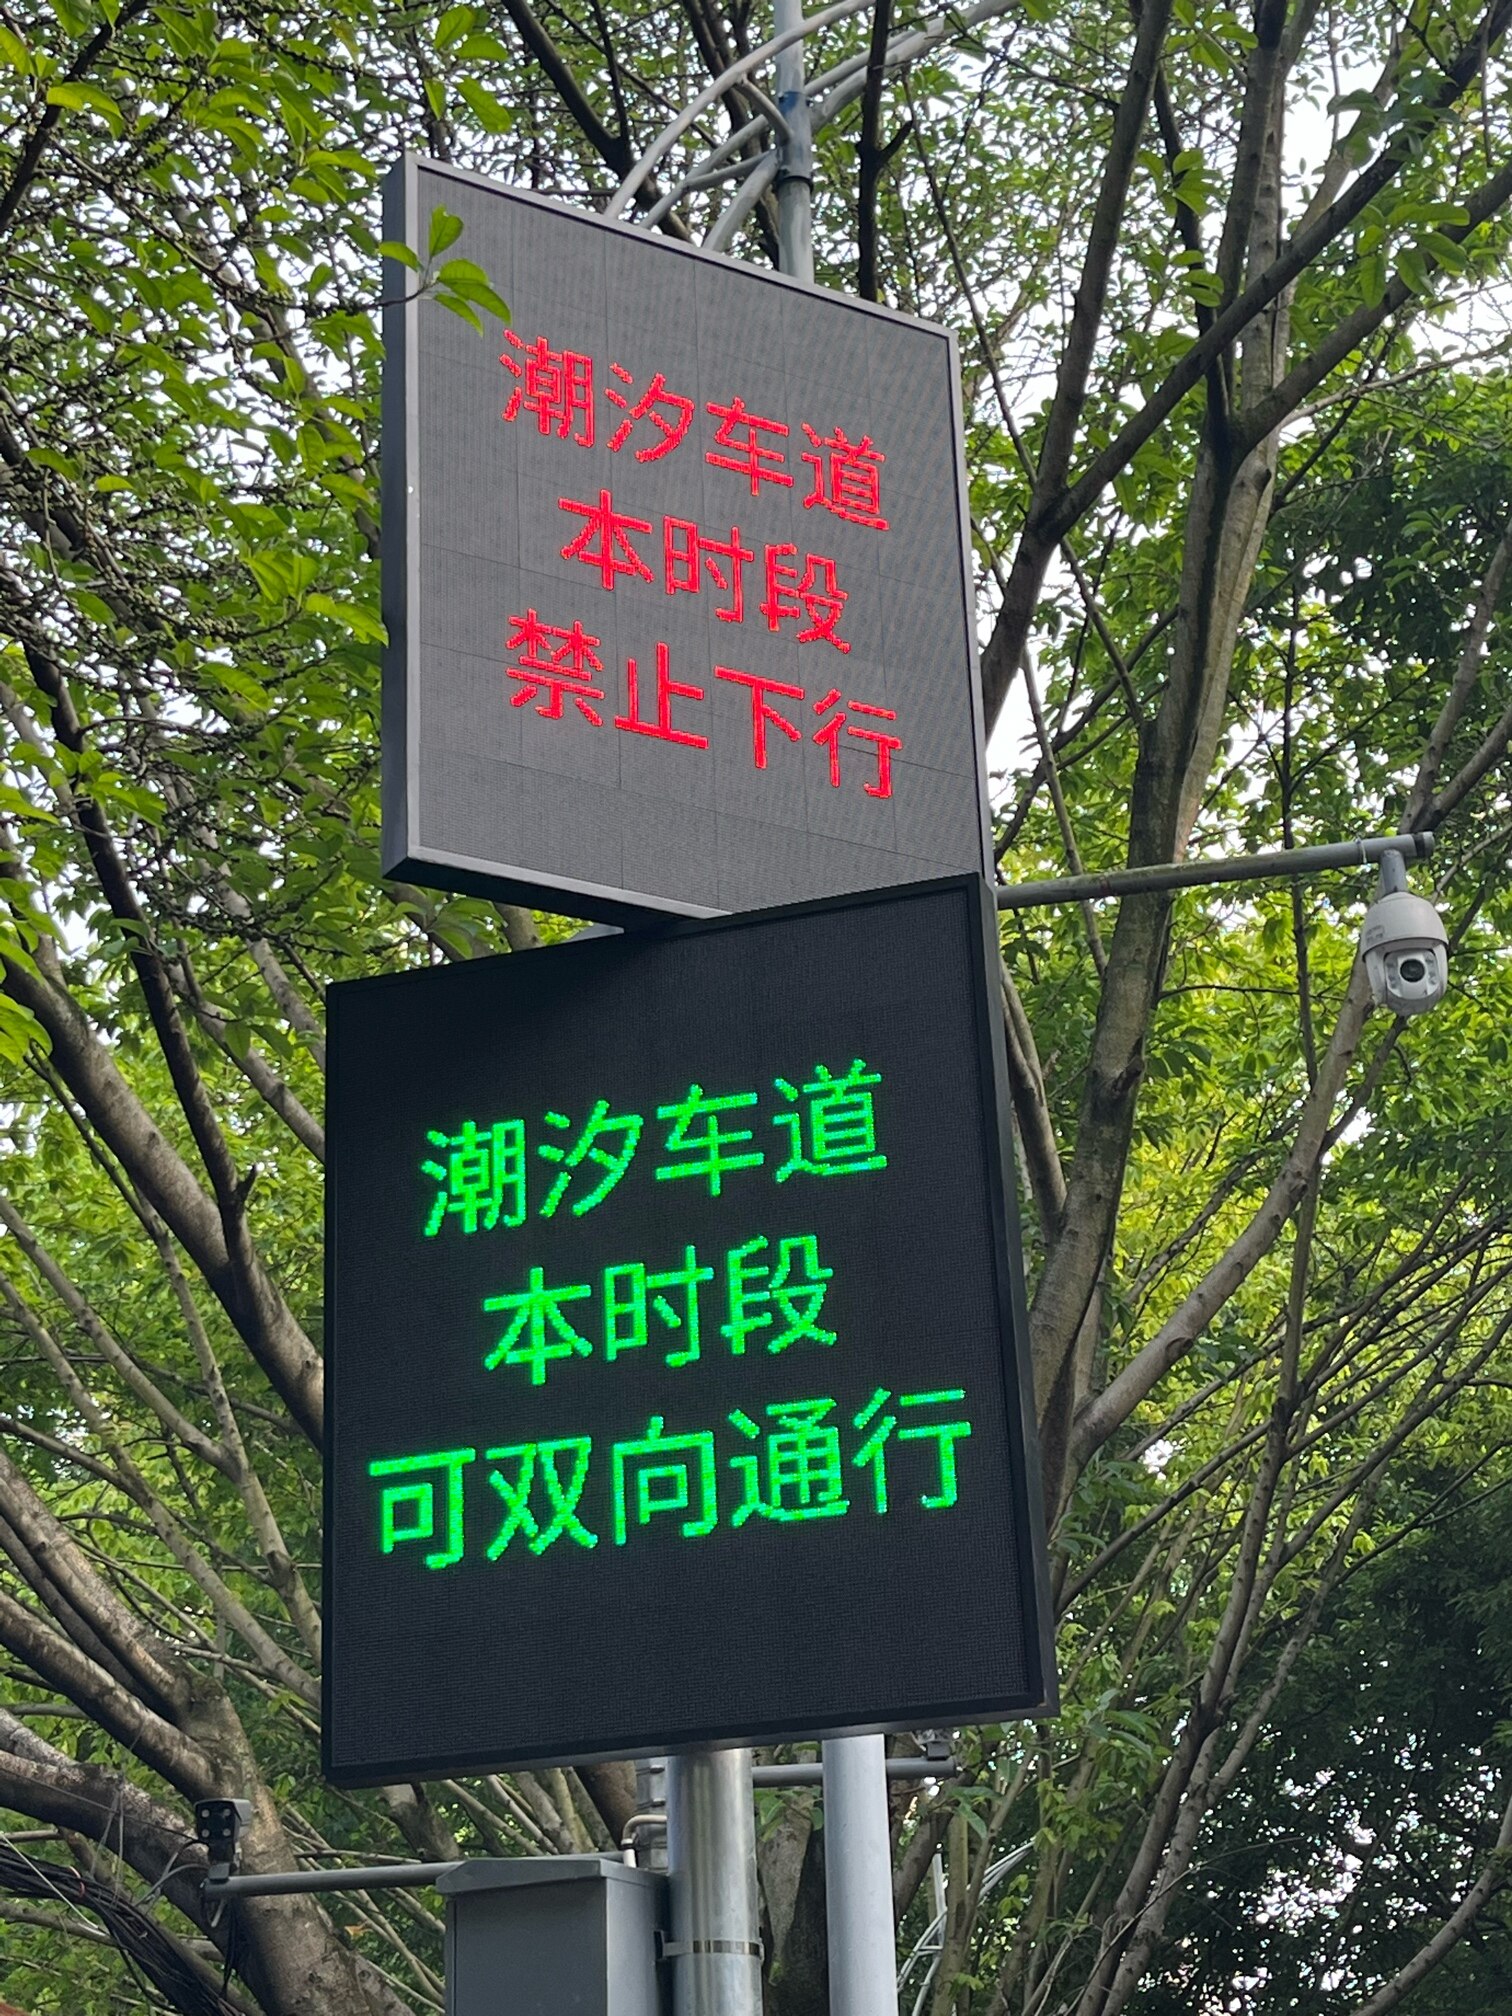 潮汐车道
本时段
禁止下行
潮汐车道
本时段
可双向通行